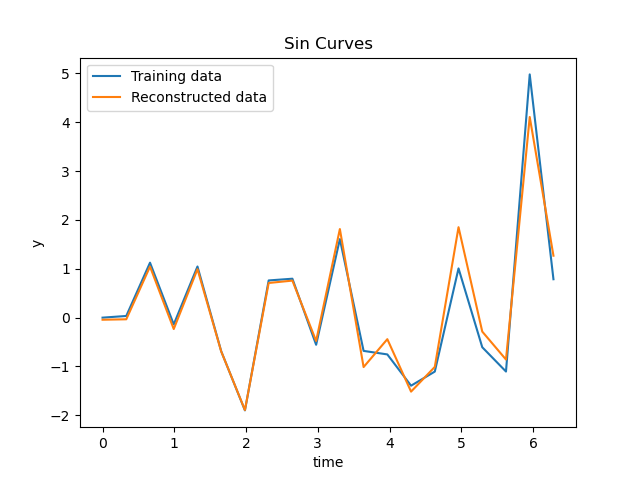 Sin Curves
Training data
Reconstructed data
5
4
3
2
1
0
−1
−2
y
0 1 2 3 4 5 6
time